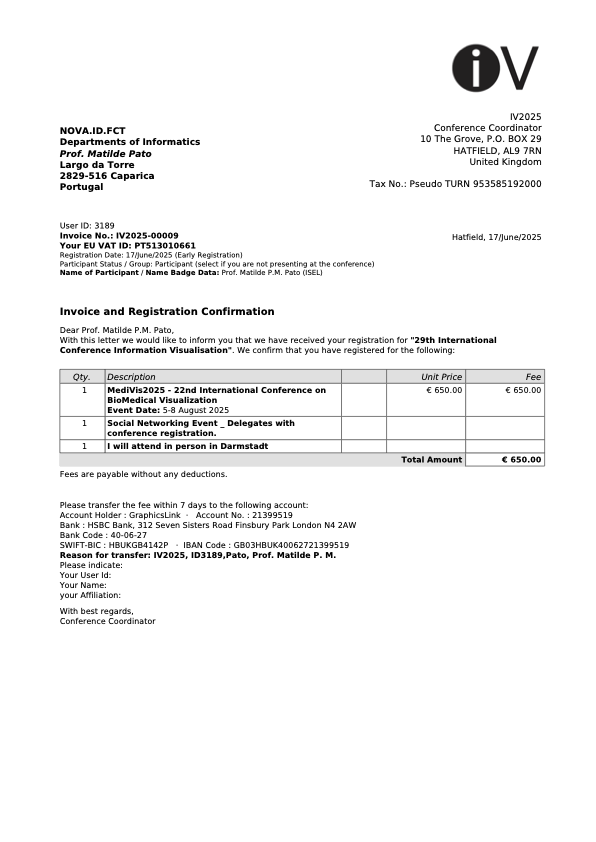 iV
IV2025
Conference Coordinator
10 The Grove, P.O. BOX 29
HATFIELD, AL9 7RN
United Kingdom
Tax No.: Pseudo TURN 953585192000
NOVA.ID.FCT
Departments of Informatics
Prof. Matilde Pato
Largo da Torre
2829-516 Caparica
Portugal
User ID: 3189
Invoice No.: IV2025-00009
Your EU VAT ID: PT513010661
Hatfield, 17/June/2025
Registration Date: 17/June/2025 (Early Registration)
Participant Status / Group: Participant (select if you are not presenting at the conference)
Name of Participant / Name Badge Data: Prof. Matilde P.M. Pato (ISEL)
Invoice and Registration Confirmation
Dear Prof. Matilde P.M. Pato,
With this letter we would like to inform you that we have received your registration for "29th International
Conference Information Visualisation". We confirm that you have registered for the following:
Qty. Description Unit Price Fee
1 MediVis2025 - 22nd International Conference on € 650.00 € 650.00
BioMedical Visualization
Event Date: 5-8 August 2025
1 Social Networking Event _ Delegates with
conference registration.
1 I will attend in person in Darmstadt
Total Amount € 650.00
Fees are payable without any deductions.
Please transfer the fee within 7 days to the following account:
Account Holder : GraphicsLink · Account No. : 21399519
Bank : HSBC Bank, 312 Seven Sisters Road Finsbury Park London N4 2AW
Bank Code : 40-06-27
SWIFT-BIC : HBUKGB4142P · IBAN Code : GB03HBUK40062721399519
Reason for transfer: IV2025, ID3189,Pato, Prof. Matilde P. M.
Please indicate:
Your User Id:
Your Name:
your Affiliation:
With best regards,
Conference Coordinator